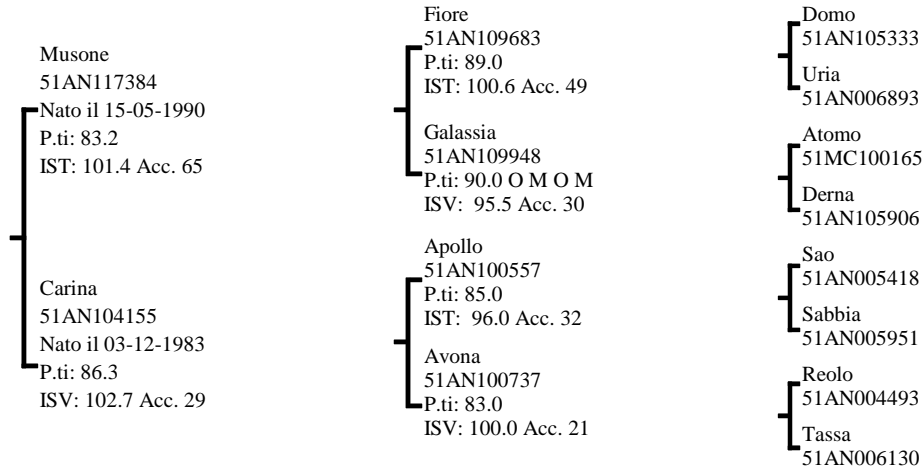 Musone
51AN117384
Nato il 15-05-1990
P.ti: 83.2
IST: 101.4 Acc. 65
Carina
51AN104155
Nato il 03-12-1983
P.ti: 86.3
ISV: 102.7 Acc. 29
Fiore
51AN109683
P.ti: 89.0
IST: 100.6 Acc. 49
Galassia
51AN109948
P.ti: 90.0 O M O M
ISV: 95.5 Acc. 30
Apollo
51AN100557
P.ti: 85.0
IST: 96.0 Acc. 32
Avona
51AN100737
P.ti: 83.0
ISV: 100.0 Acc. 21
Domo
51AN105333
Uria
51AN006893
Atomo
51MC100165
Derna
51AN105906
Sao
51AN005418
Sabbia
51AN005951
Reolo
51AN004493
Tassa
51AN006130